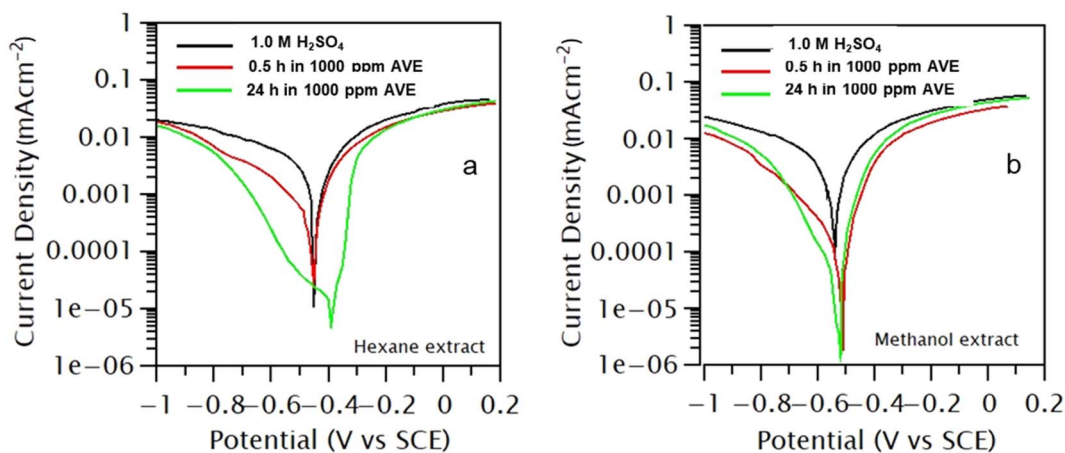 1
0.1
0.01
0.001
0.0001
1e−05
1e−06
Current Density(mAcm⁻²)
1.0 M H₂SO₄
0.5 h in 1000 ppm AVE
24 h in 1000 ppm AVE
a
Hexane extract
−1 −0.8 −0.6 −0.4 −0.2 0 0.2
Potential (V vs SCE)
1
0.1
0.01
0.001
0.0001
1e−05
1e−06
Current Density(mAcm⁻²)
1.0 M H₂SO₄
0.5 h in 1000 ppm AVE
24 h in 1000 ppm AVE
b
Methanol extract
−1 −0.8 −0.6 −0.4 −0.2 0 0.2
Potential (V vs SCE)